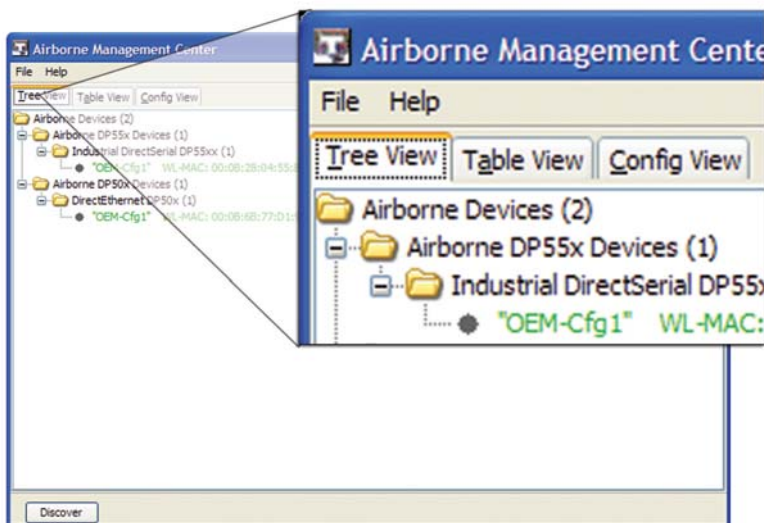 Airborne Management Center
File Help
Tree View Table View Config View
Airborne Devices (2)
Airborne DP55x Devices (1)
Industrial DirectSerial DP55xx (1)
"OEM-Cfg1" WL-MAC: 00:0B:28:04:55:
Airborne DP50x Devices (1)
DirectEthernet DP50x (1)
"OEM-Cfg1" WL-MAC: 00:0B:6B:77:D1:
Discover
Airborne Management Cente
File Help
Tree View Table View Config View
Airborne Devices (2)
Airborne DP55x Devices (1)
Industrial DirectSerial DP55x
"OEM-Cfg1" WL-MAC: